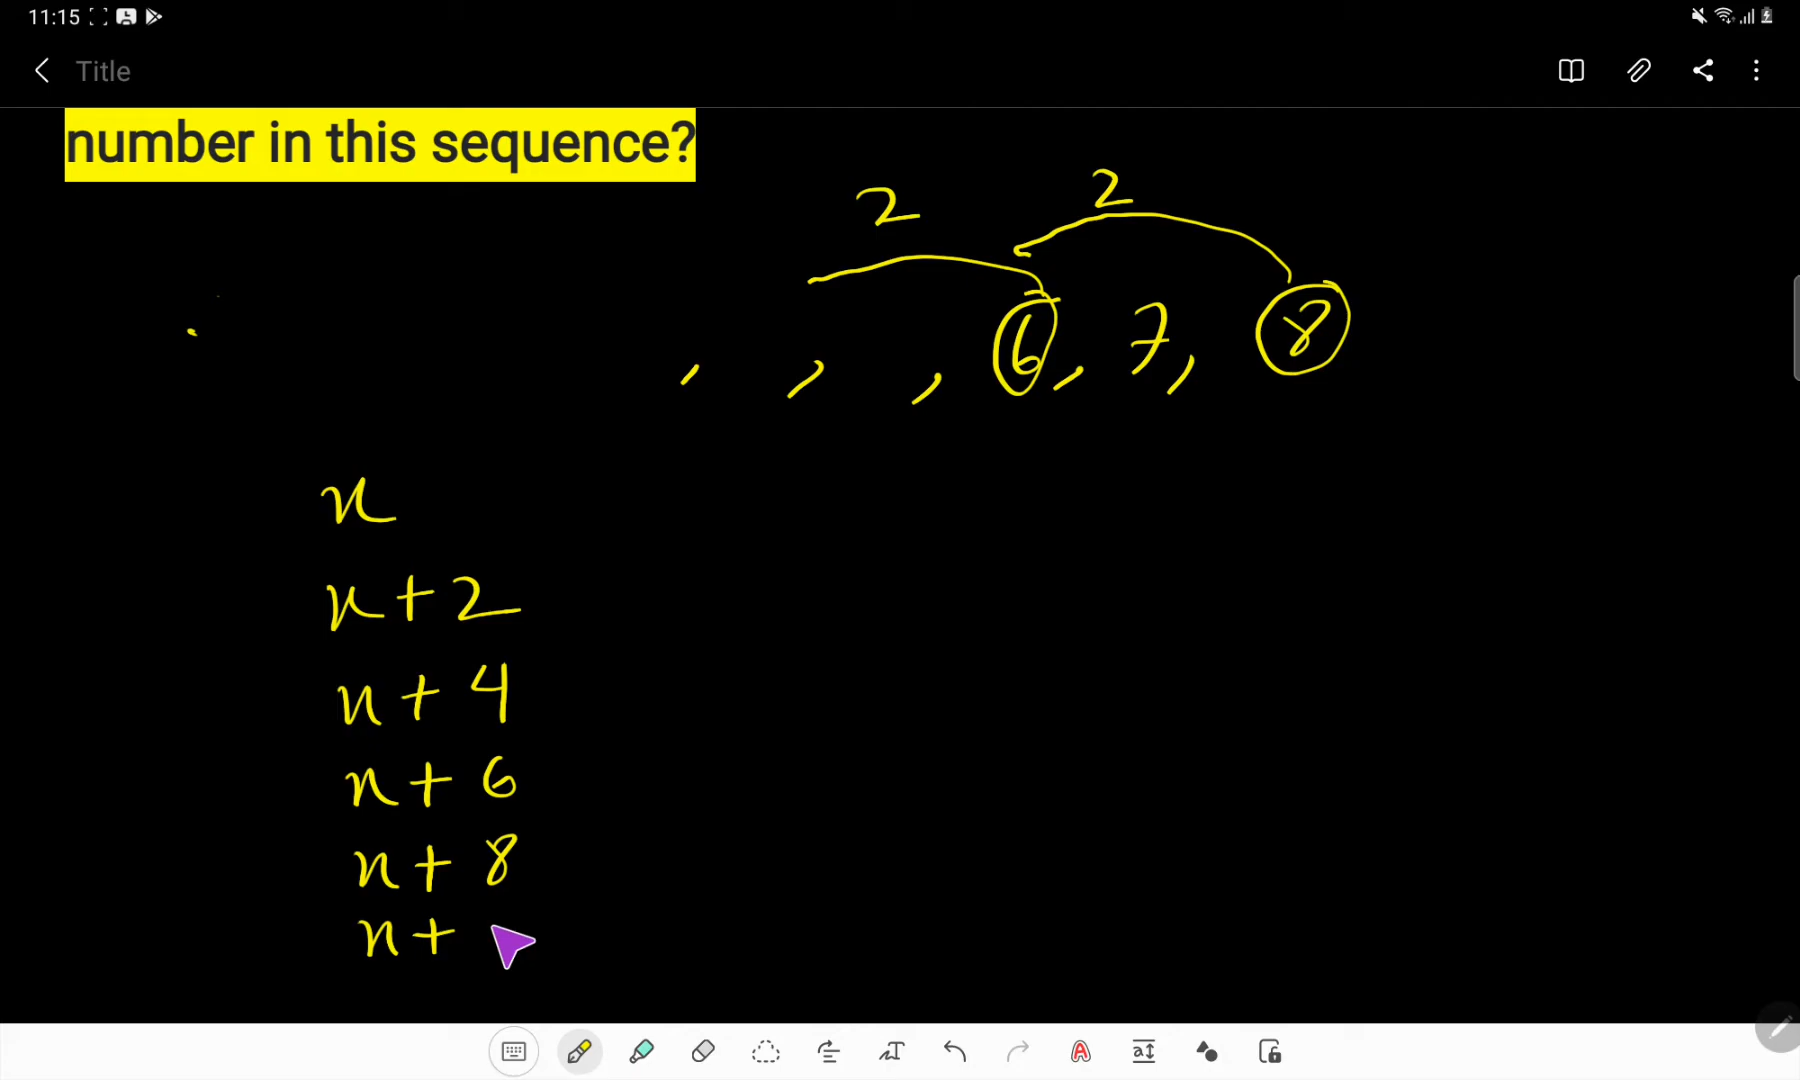 11:15
Title
number in this sequence?
2 2
, , , 6, 7, 8
x
x+2
x+4
x+6
x+8
x+